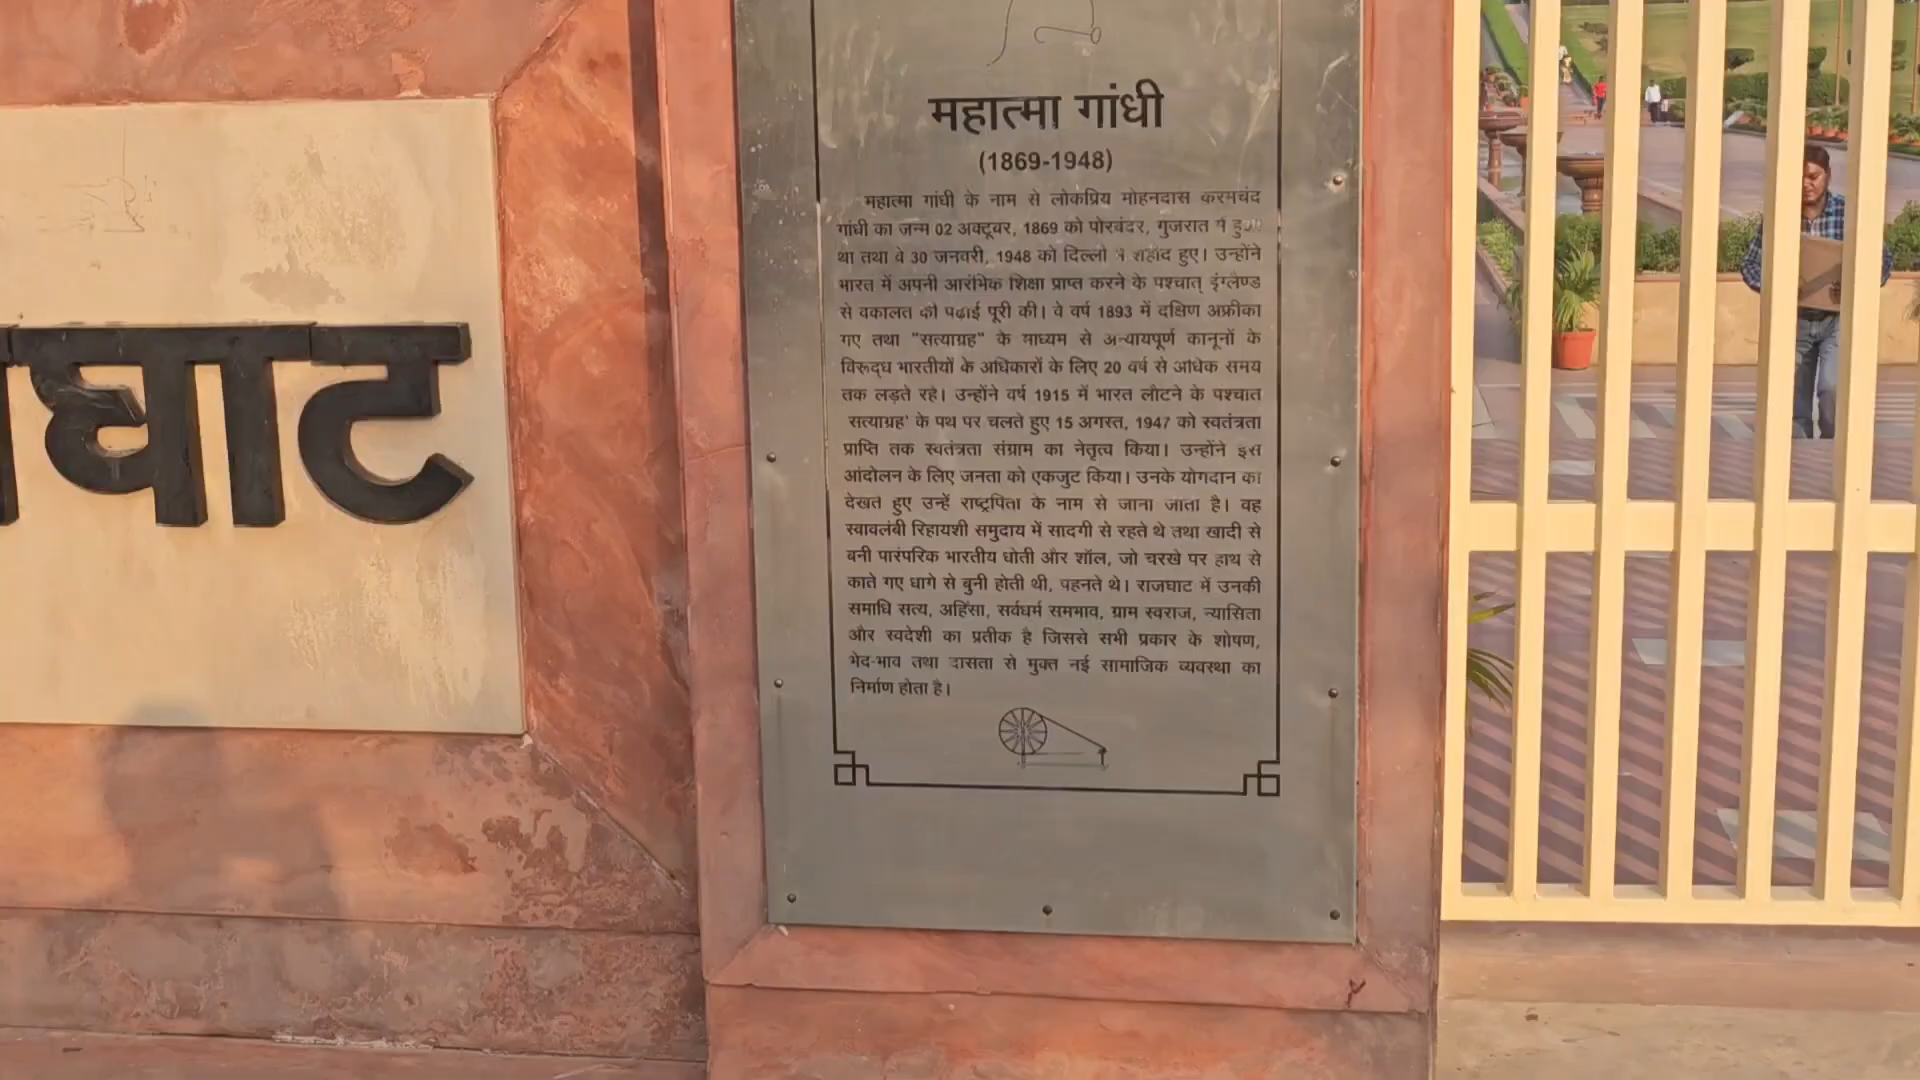 घाट
महात्मा गांधी
(1869-1948)
महात्मा गांधी के नाम से लोकप्रिय मोहनदास करमचंद
गांधी का जन्म 02 अक्टूबर, 1869 को पोरबंदर, गुजरात में
था तथा वे 30 जनवरी, 1948 को दिल्ली में शहीद हुए। उन्होंने
भारत में अपनी आरंभिक शिक्षा प्राप्त करने के पश्चात् इंग्लैण्ड
से वकालत की पढ़ाई पूरी की। वे वर्ष 1893 में दक्षिण अफ्रीका
गए तथा "सत्याग्रह" के माध्यम से अन्यायपूर्ण कानूनों के
विरूद्ध भारतीयों के अधिकारों के लिए 20 वर्ष से अधिक समय
तक लड़ते रहे। उन्होंने वर्ष 1915 में भारत लौटने के पश्चात
सत्याग्रह' के पथ पर चलते हुए 15 अगस्त, 1947 को स्वतंत्रता
प्राप्ति तक स्वतंत्रता संग्राम का नेतृत्व किया। उन्होंने इस
आंदोलन के लिए जनता को एकजुट किया। उनके योगदान को
देखते हुए उन्हें राष्ट्रपिता के नाम से जाना जाता है। वह
स्वावलंबी रिहायशी समुदाय में सादगी से रहते थे तथा खादी से
बनी पारंपरिक भारतीय धोती और शॉल, जो चरखे पर हाथ से
काते गए धागे से बुनी होती थी, पहनते थे। राजघाट में उनकी
समाधि सत्य, अहिंसा, सर्वधर्म समभाव, ग्राम स्वराज, न्यासिता
और स्वदेशी का प्रतीक है जिससे सभी प्रकार के शोषण,
भेद-भाव तथा दासता से मुक्त नई सामाजिक व्यवस्था का
निर्माण होता है।